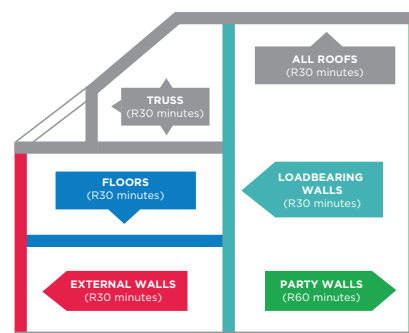 ALL ROOFS
(R30 minutes)
TRUSS
(R30 minutes)
FLOORS
(R30 minutes)
LOADBEARING
WALLS
(R30 minutes)
EXTERNAL WALLS
(R30 minutes)
PARTY WALLS
(R60 minutes)